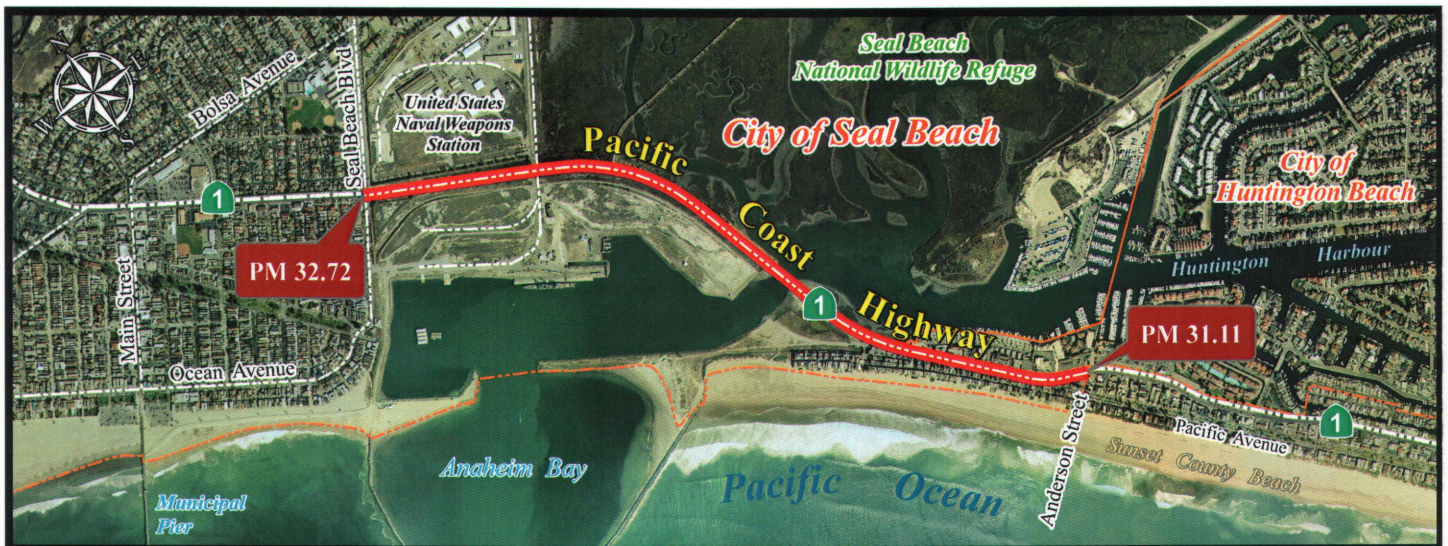 N
E
W
S
Bolsa Avenue
Seal Beach Blvd
United States
Naval Weapons
Station
Seal Beach
National Wildlife Refuge
City of Seal Beach
City of
Huntington Beach
Pacific
Coast
Highway
1
1
1
PM 32.72
PM 31.11
Huntington Harbour
Main Street
Ocean Avenue
Anderson Street
Pacific Avenue
Sunset County Beach
Anaheim Bay
Pacific Ocean
Municipal
Pier